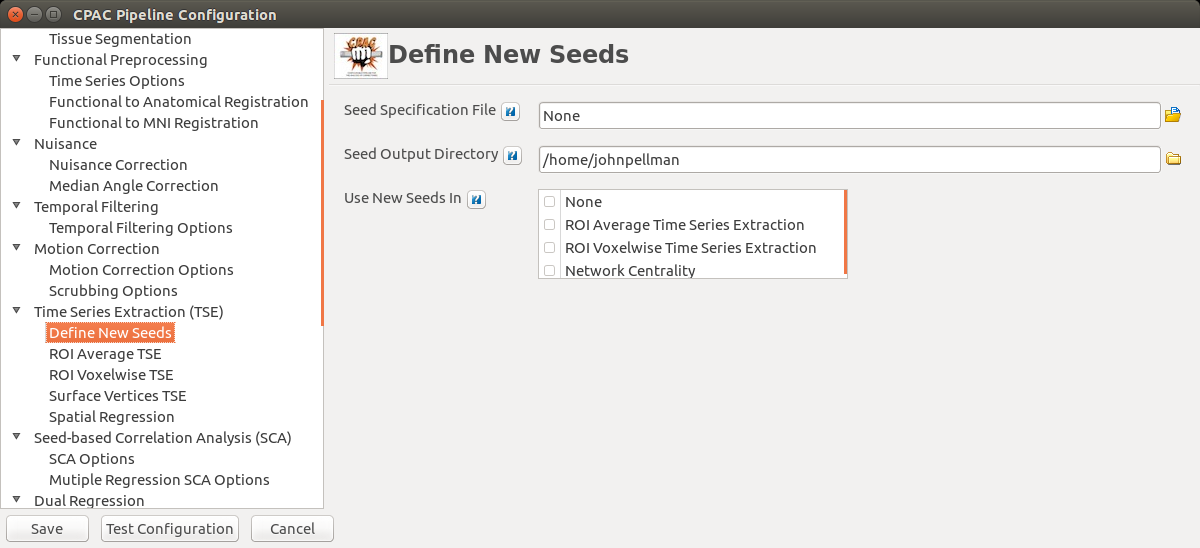 CPAC Pipeline Configuration
Tissue Segmentation
Functional Preprocessing
Time Series Options
Functional to Anatomical Registration
Functional to MNI Registration
Nuisance
Nuisance Correction
Median Angle Correction
Temporal Filtering
Temporal Filtering Options
Motion Correction
Motion Correction Options
Scrubbing Options
Time Series Extraction (TSE)
Define New Seeds
ROI Average TSE
ROI Voxelwise TSE
Surface Vertices TSE
Spatial Regression
Seed-based Correlation Analysis (SCA)
SCA Options
Mutiple Regression SCA Options
Dual Regression
Save
Test Configuration
Cancel
CPAC
Define New Seeds
Seed Specification File ? None
Seed Output Directory ? /home/johnpellman
Use New Seeds In ?
None
ROI Average Time Series Extraction
ROI Voxelwise Time Series Extraction
Network Centrality